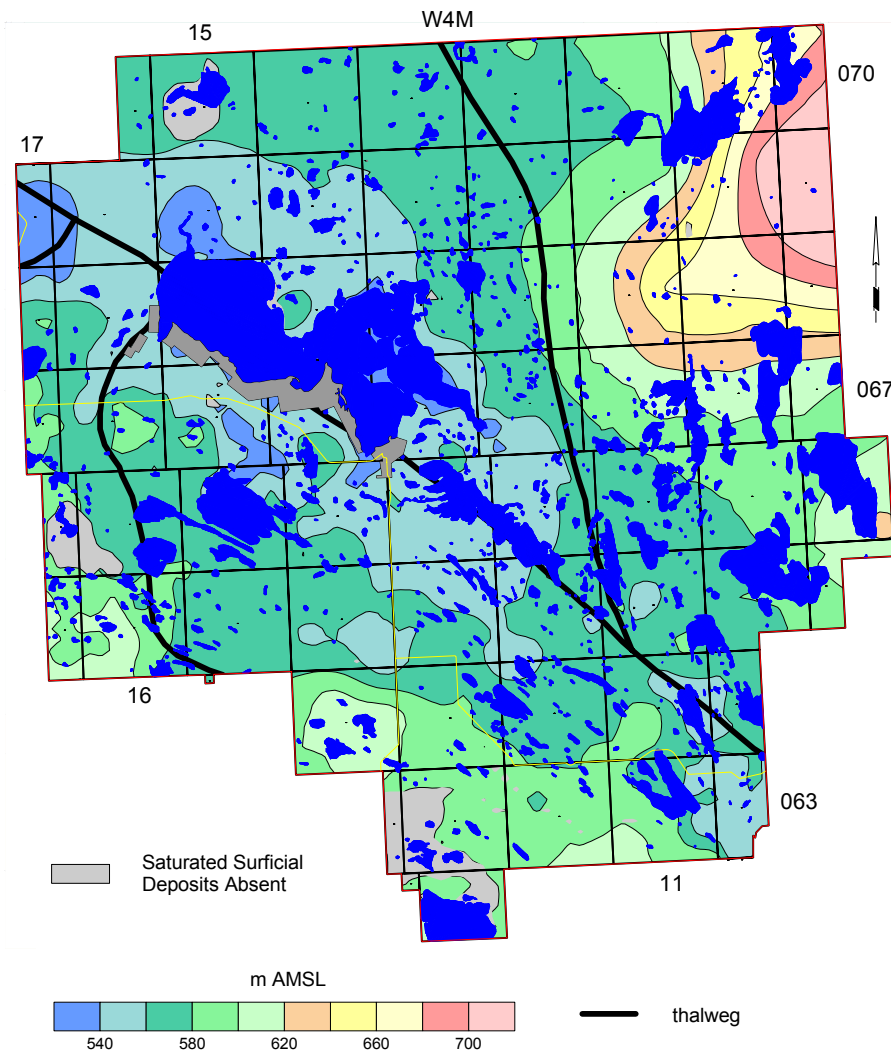 W4M
15
070
17
067
16
063
Saturated Surficial
Deposits Absent
11
m AMSL
thalweg
540 580 620 660 700